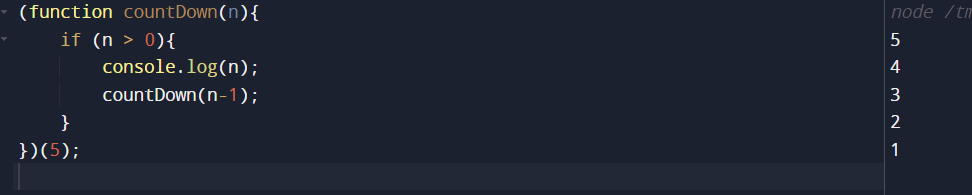 (function countDown(n){
    if (n > 0){
        console.log(n);
        countDown(n-1);
    }
})(5);
node /tm
5
4
3
2
1